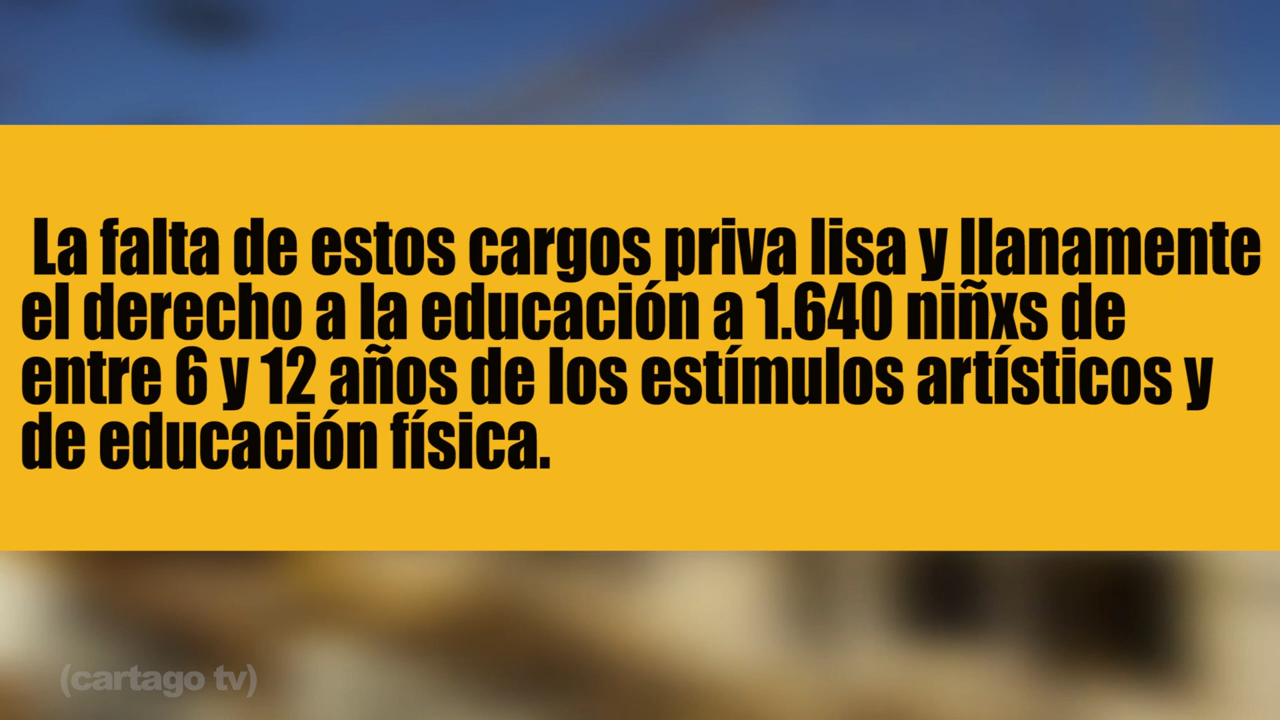 La falta de estos cargos priva lisa y llanamente
el derecho a la educación a 1.640 niñxs de
entre 6 y 12 años de los estímulos artísticos y
de educación física.
(cartago tv)